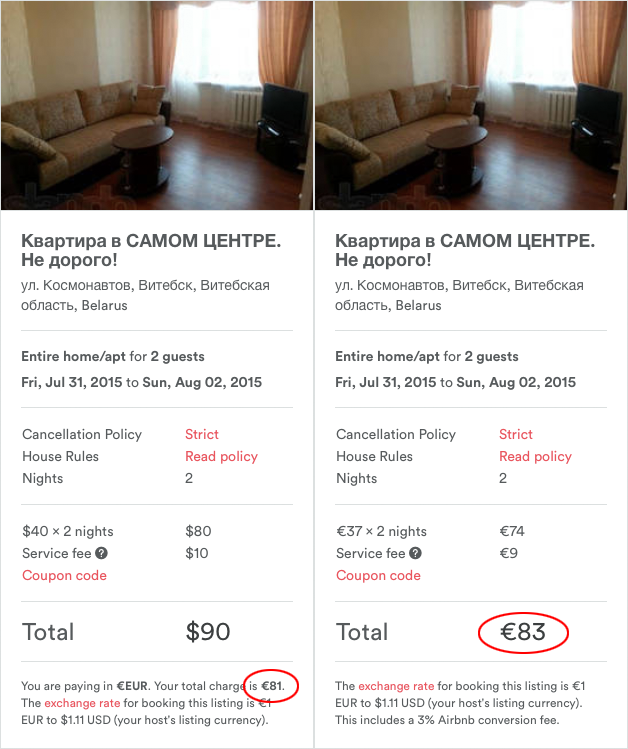 Квартира в САМОМ ЦЕНТРЕ.
Не дорого!
ул. Космонавтов, Витебск, Витебская
область, Belarus
Entire home/apt for 2 guests
Fri, Jul 31, 2015 to Sun, Aug 02, 2015
Cancellation Policy Strict
House Rules Read policy
Nights 2
$40 × 2 nights $80
Service fee ? $10
Coupon code
Total $90
You are paying in €EUR. Your total charge is €81.
The exchange rate for booking this listing is €1
EUR to $1.11 USD (your host's listing currency).
Квартира в САМОМ ЦЕНТРЕ.
Не дорого!
ул. Космонавтов, Витебск, Витебская
область, Belarus
Entire home/apt for 2 guests
Fri, Jul 31, 2015 to Sun, Aug 02, 2015
Cancellation Policy Strict
House Rules Read policy
Nights 2
€37 × 2 nights €74
Service fee ? €9
Coupon code
Total €83
The exchange rate for booking this listing is €1
EUR to $1.11 USD (your host's listing currency).
This includes a 3% Airbnb conversion fee.